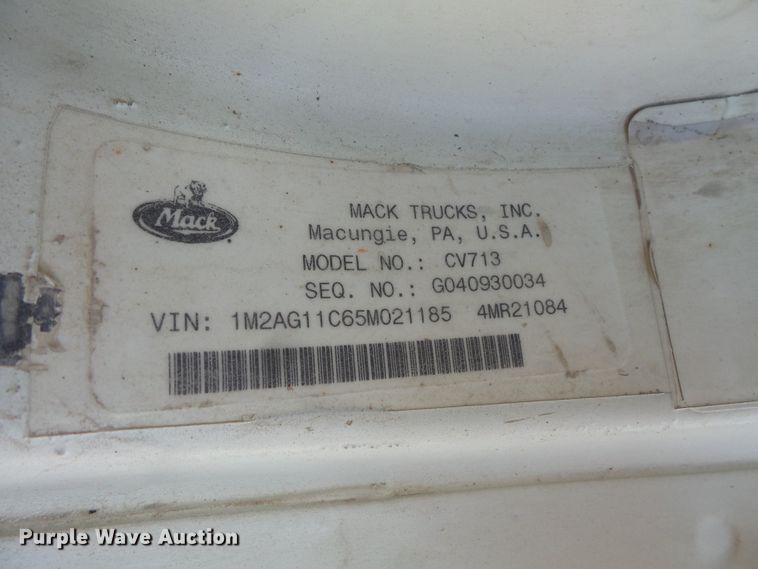 Mack
MACK TRUCKS, INC.
Macungie, PA, U.S.A.
MODEL NO.: CV713
SEQ. NO.: G040930034
VIN: 1M2AG11C65M021185 4MR21084
Purple Wave Auction